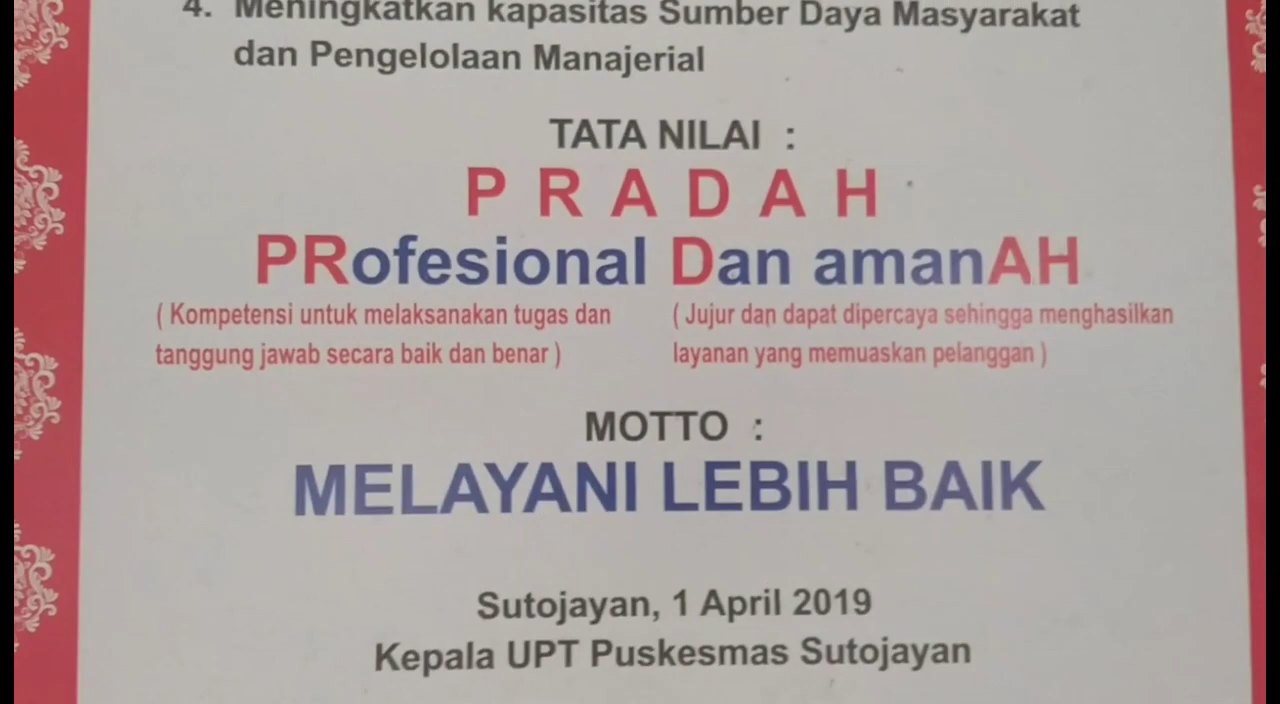 4. Meningkatkan kapasitas Sumber Daya Masyarakat
dan Pengelolaan Manajerial
TATA NILAI :
P R A D A H
PRofesional Dan amanAH
( Kompetensi untuk melaksanakan tugas dan
tanggung jawab secara baik dan benar )
( Jujur dan dapat dipercaya sehingga menghasilkan
layanan yang memuaskan pelanggan )
MOTTO :
MELAYANI LEBIH BAIK
Sutojayan, 1 April 2019
Kepala UPT Puskesmas Sutojayan